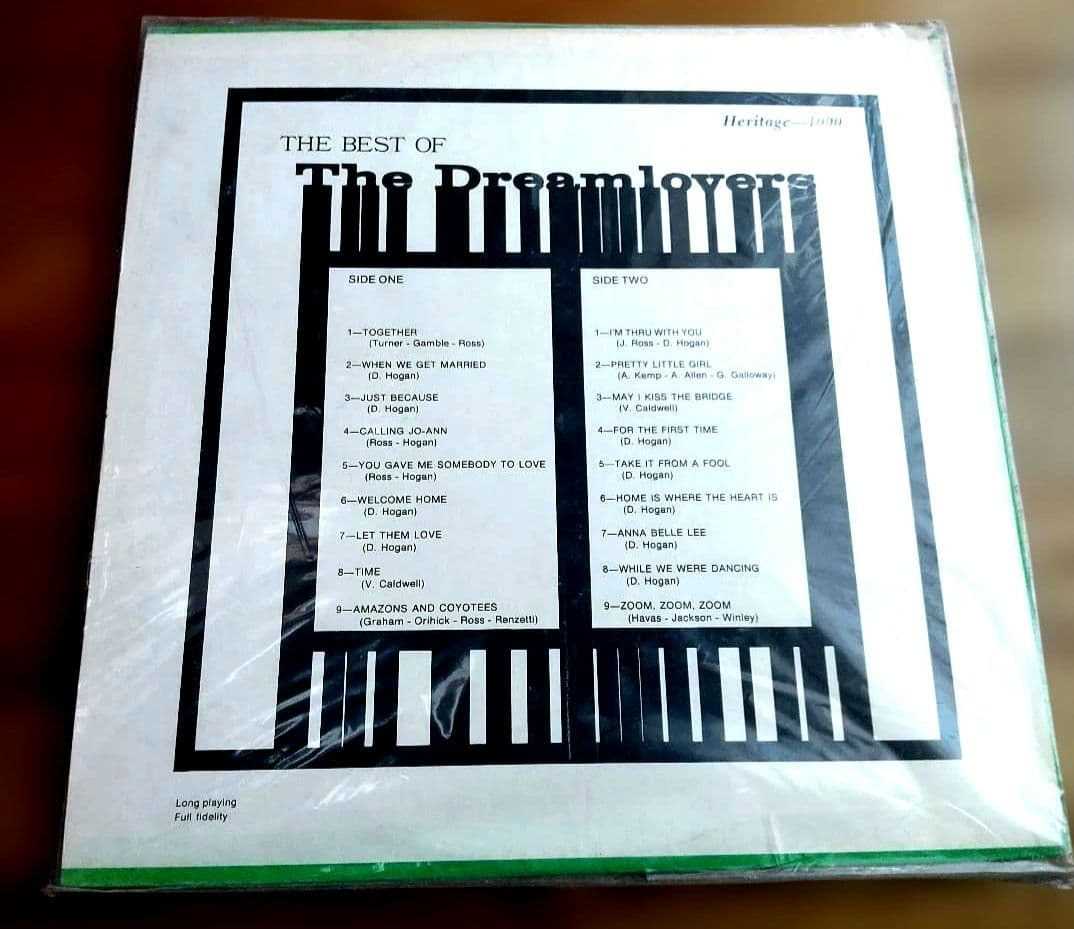 Heritage—1000
THE BEST OF
The Dreamlovers
SIDE ONE
1—TOGETHER
(Turner - Gamble - Ross)
2—WHEN WE GET MARRIED
(D. Hogan)
3—JUST BECAUSE
(D. Hogan)
4—CALLING JO-ANN
(Ross - Hogan)
5—YOU GAVE ME SOMEBODY TO LOVE
(Ross - Hogan)
6—WELCOME HOME
(D. Hogan)
7—LET THEM LOVE
(D. Hogan)
8—TIME
(V. Caldwell)
9—AMAZONS AND COYOTEES
(Graham - Orihick - Ross - Renzetti)
SIDE TWO
1—I'M THRU WITH YOU
(J. Ross - D. Hogan)
2—PRETTY LITTLE GIRL
(A. Kemp - A. Allen - G. Galloway)
3—MAY I KISS THE BRIDGE
(V. Caldwell)
4—FOR THE FIRST TIME
(D. Hogan)
5—TAKE IT FROM A FOOL
(D. Hogan)
6—HOME IS WHERE THE HEART IS
(D. Hogan)
7—ANNA BELLE LEE
(D. Hogan)
8—WHILE WE WERE DANCING
(D. Hogan)
9—ZOOM, ZOOM, ZOOM
(Havas - Jackson - Winley)
Long playing
Full fidelity